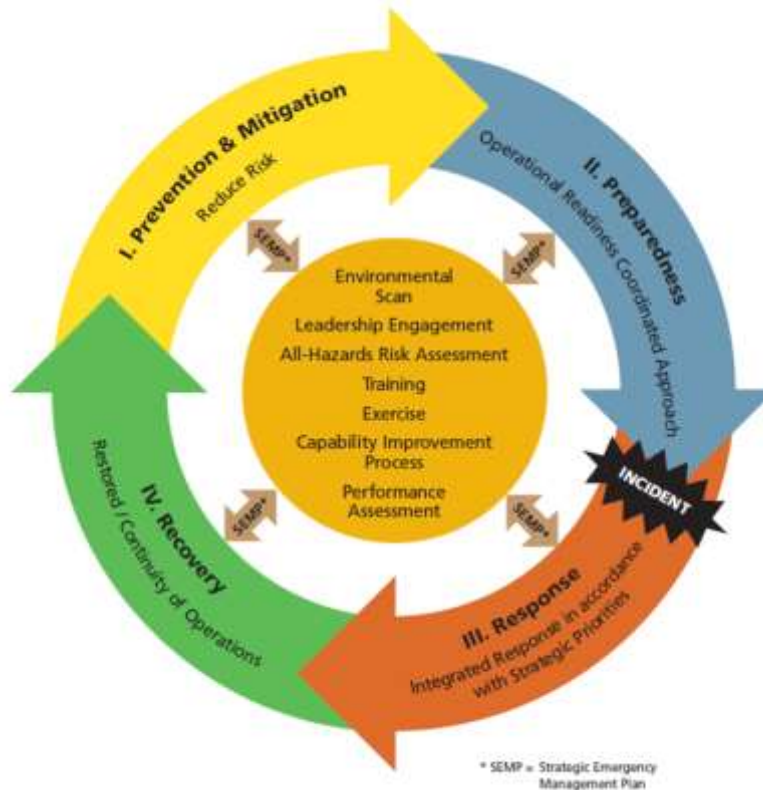 I. Prevention & Mitigation
Reduce Risk
II. Preparedness
Operational Readiness Coordinated Approach
SEMP*
SEMP*
Environmental
Scan
Leadership Engagement
All-Hazards Risk Assessment
Training
Exercise
Capability Improvement
Process
Performance
Assessment
INCIDENT
SEMP*
SEMP*
IV. Recovery
Restored / Continuity of Operations
III. Response
Integrated Response in accordance
with Strategic Priorities
* SEMP = Strategic Emergency
Management Plan